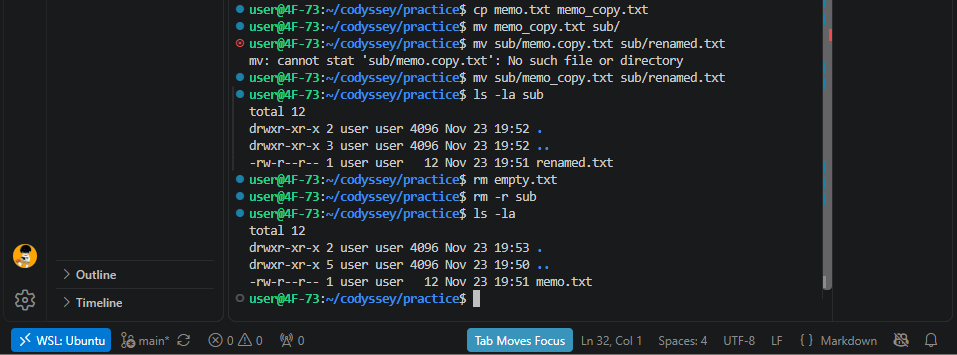 user@4F-73:~/codyssey/practice$ cp memo.txt memo_copy.txt
user@4F-73:~/codyssey/practice$ mv memo_copy.txt sub/
user@4F-73:~/codyssey/practice$ mv sub/memo.copy.txt sub/renamed.txt
mv: cannot stat 'sub/memo.copy.txt': No such file or directory
user@4F-73:~/codyssey/practice$ mv sub/memo_copy.txt sub/renamed.txt
user@4F-73:~/codyssey/practice$ ls -la sub
total 12
drwxr-xr-x 2 user user 4096 Nov 23 19:52 .
drwxr-xr-x 3 user user 4096 Nov 23 19:52 ..
-rw-r--r-- 1 user user   12 Nov 23 19:51 renamed.txt
user@4F-73:~/codyssey/practice$ rm empty.txt
user@4F-73:~/codyssey/practice$ rm -r sub
user@4F-73:~/codyssey/practice$ ls -la
total 12
drwxr-xr-x 2 user user 4096 Nov 23 19:53 .
drwxr-xr-x 5 user user 4096 Nov 23 19:50 ..
-rw-r--r-- 1 user user   12 Nov 23 19:51 memo.txt
user@4F-73:~/codyssey/practice$
Outline
Timeline
WSL: Ubuntu main* 0 0 0 Tab Moves Focus Ln 32, Col 1 Spaces: 4 UTF-8 LF { } Markdown